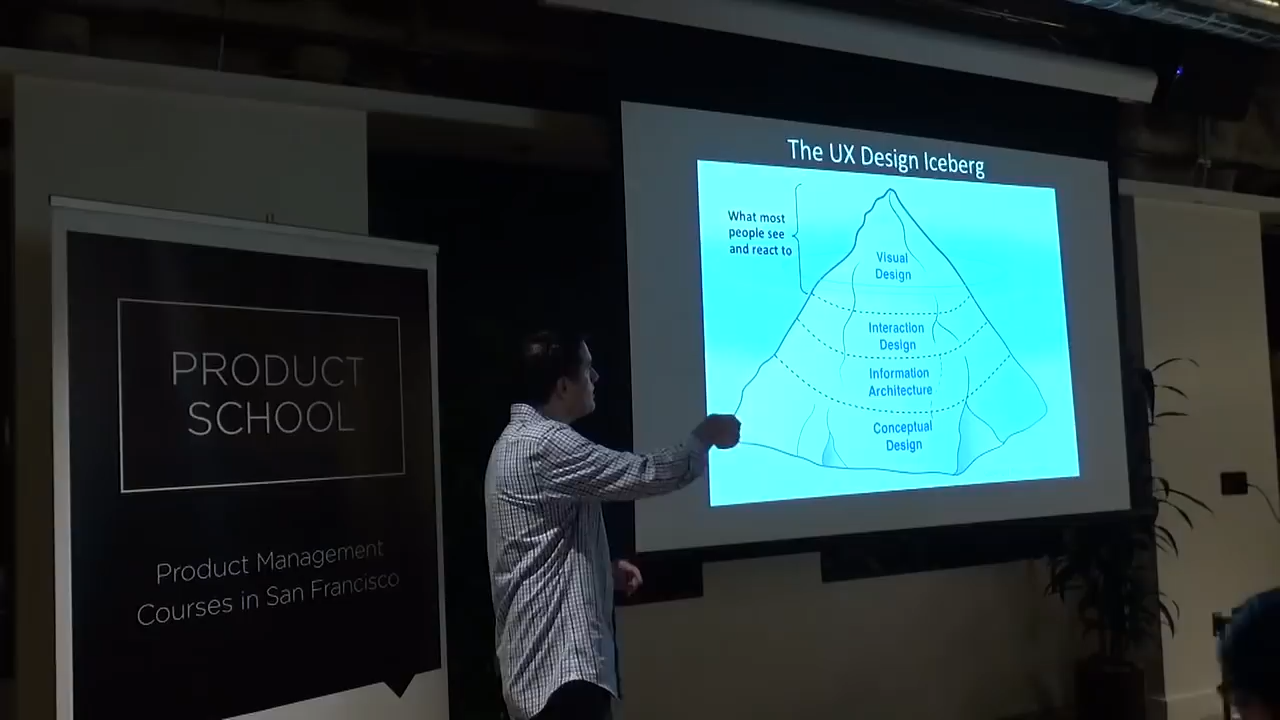 PRODUCT
SCHOOL
Product Management
Courses in San Francisco
The UX Design Iceberg
What most
people see
and react to
Visual
Design
Interaction
Design
Information
Architecture
Conceptual
Design